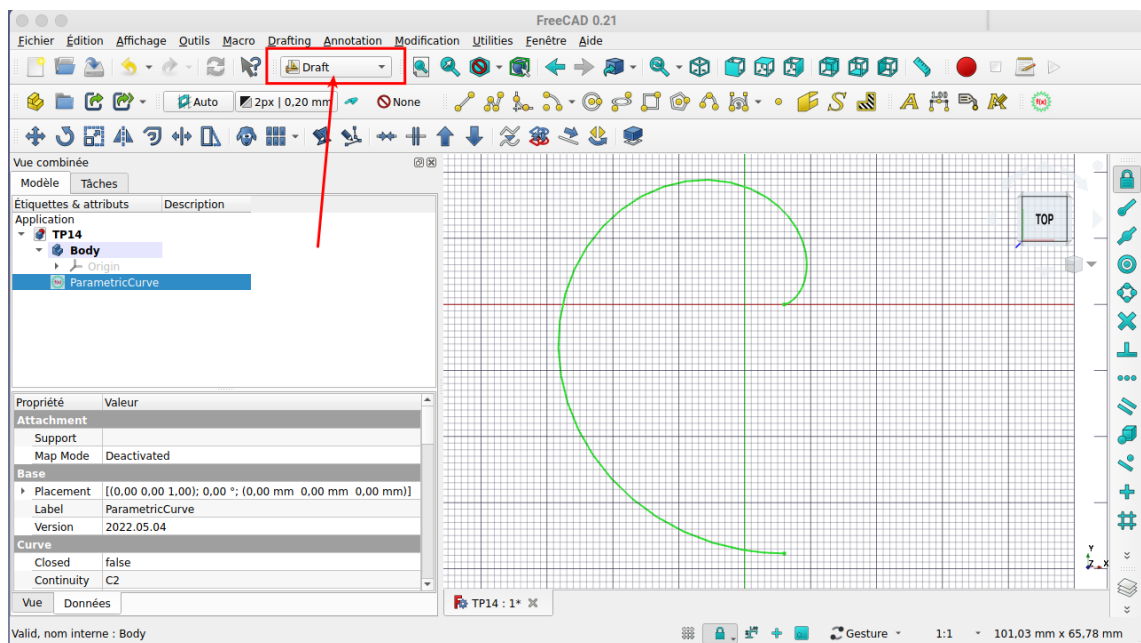 FreeCAD 0.21
Fichier Édition Affichage Outils Macro Drafting Annotation Modification Utilities Fenêtre Aide
Draft
Auto 2px | 0,20 mm None
Vue combinée
Modèle Tâches
Étiquettes & attributs Description
Application
TP14
Body
Origin
ParametricCurve
TOP
Propriété Valeur
Attachment
Support
Map Mode Deactivated
Base
Placement [(0,00 0,00 1,00); 0,00 °; (0,00 mm 0,00 mm 0,00 mm)]
Label ParametricCurve
Version 2022.05.04
Curve
Closed false
Continuity C2
Y
Z X
Vue Données
TP14 : 1*
Valid, nom interne : Body
Gesture 1:1 101,03 mm x 65,78 mm